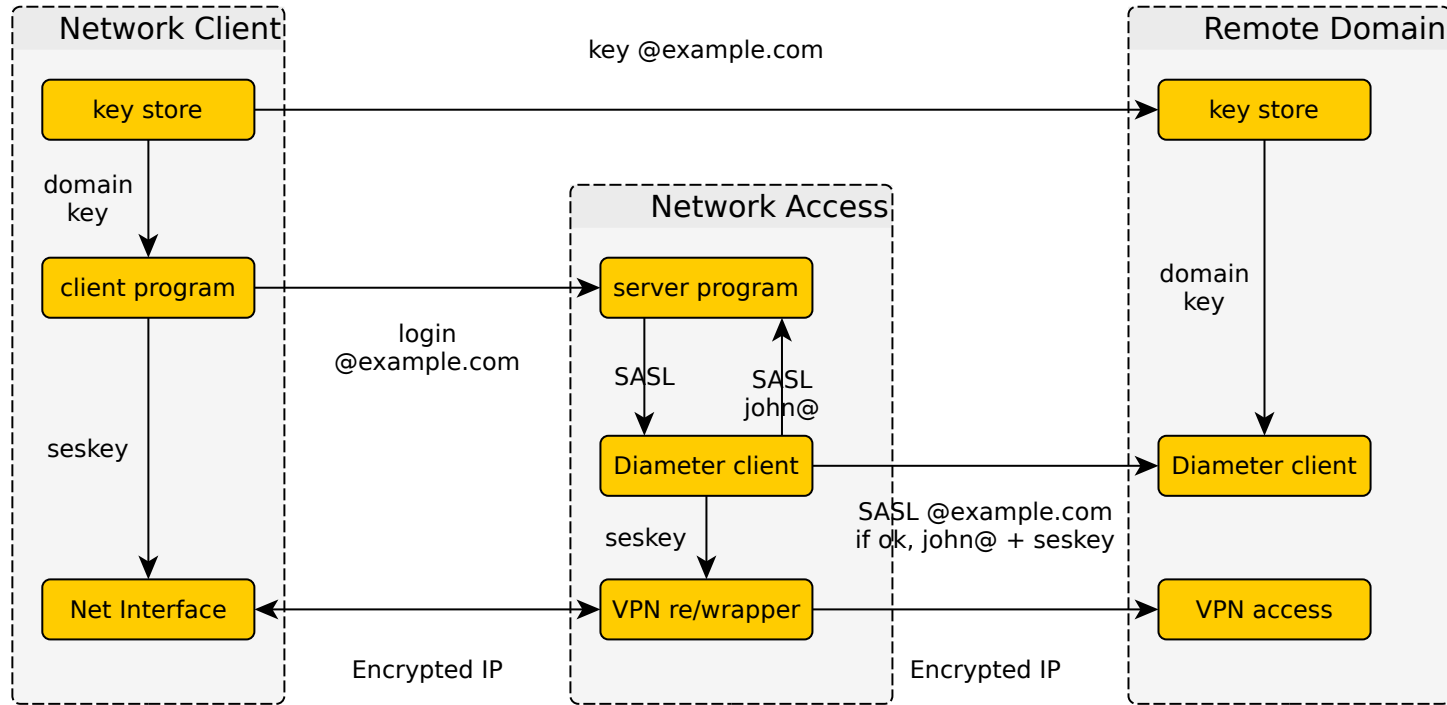 Network Client
Remote Domain
key @example.com
key store
key store
domain
key
Network Access
client program
server program
domain
key
login
@example.com
SASL
SASL
john@
seskey
Diameter client
Diameter client
SASL @example.com
if ok, john@ + seskey
seskey
Net Interface
VPN re/wrapper
VPN access
Encrypted IP
Encrypted IP